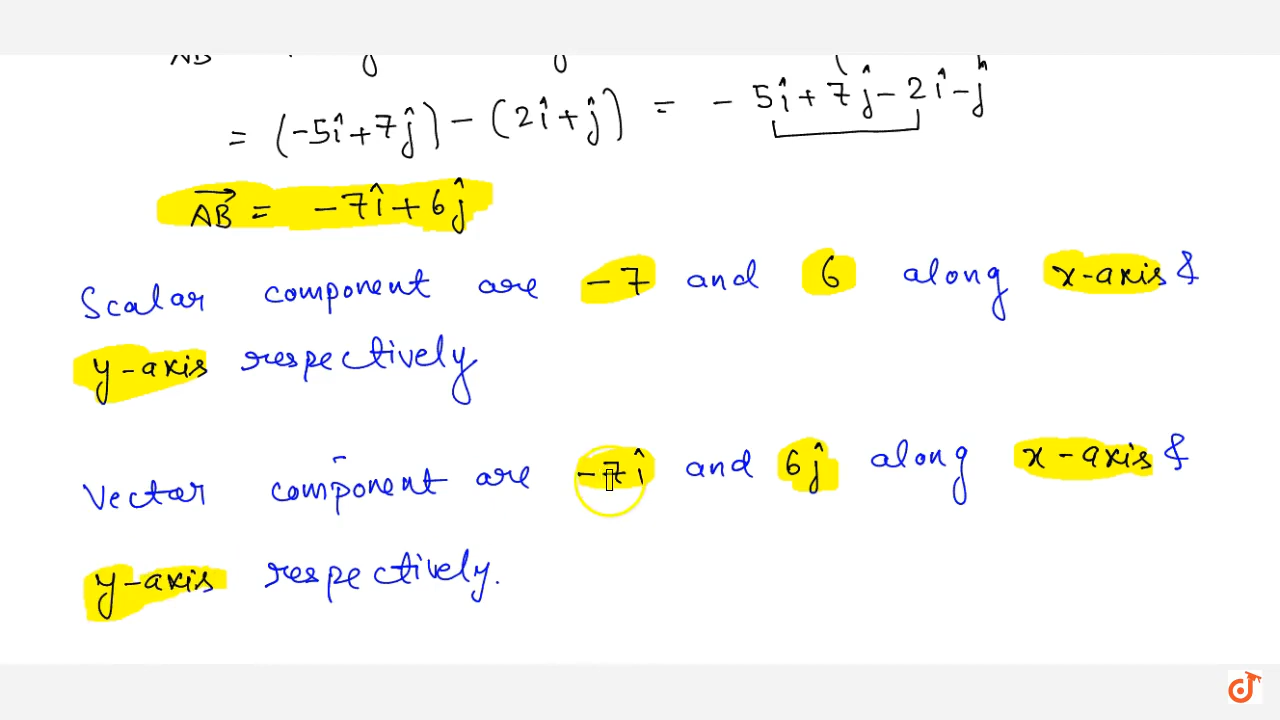 AB
= (-5î+7ĵ) - (2î+ĵ) = - 5î + 7ĵ - 2î - ĵ
AB⃗ = -7î + 6ĵ
Scalar component are -7 and 6 along x-axis &
y-axis respectively
Vector component are -7î and 6ĵ along x-axis &
y-axis respectively.